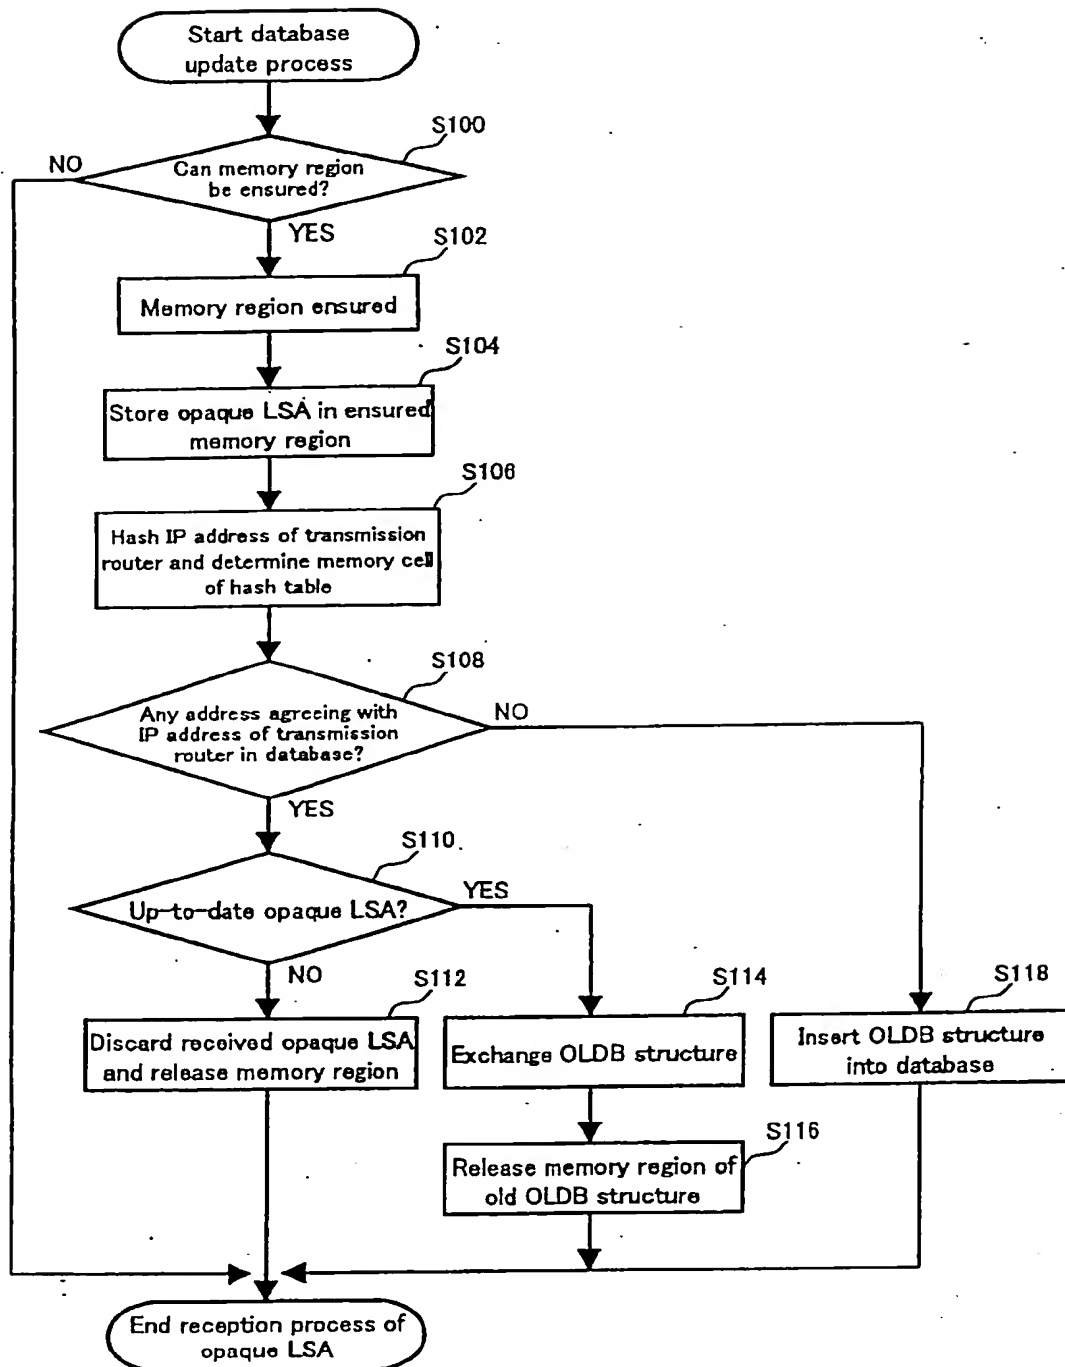 Start database
update process
S100
NO
Can memory region
be ensured?
YES
S102
Memory region ensured
S104
Store opaque LSA in ensured
memory region
S106
Hash IP address of transmission
router and determine memory cell
of hash table
S108
Any address agreeing with
IP address of transmission
router in database?
NO
YES
S110
Up-to-date opaque LSA?
YES
NO
S112
Discard received opaque LSA
and release memory region
S114
Exchange OLDB structure
S118
Insert OLDB structure
into database
S116
Release memory region of
old OLDB structure
End reception process of
opaque LSA